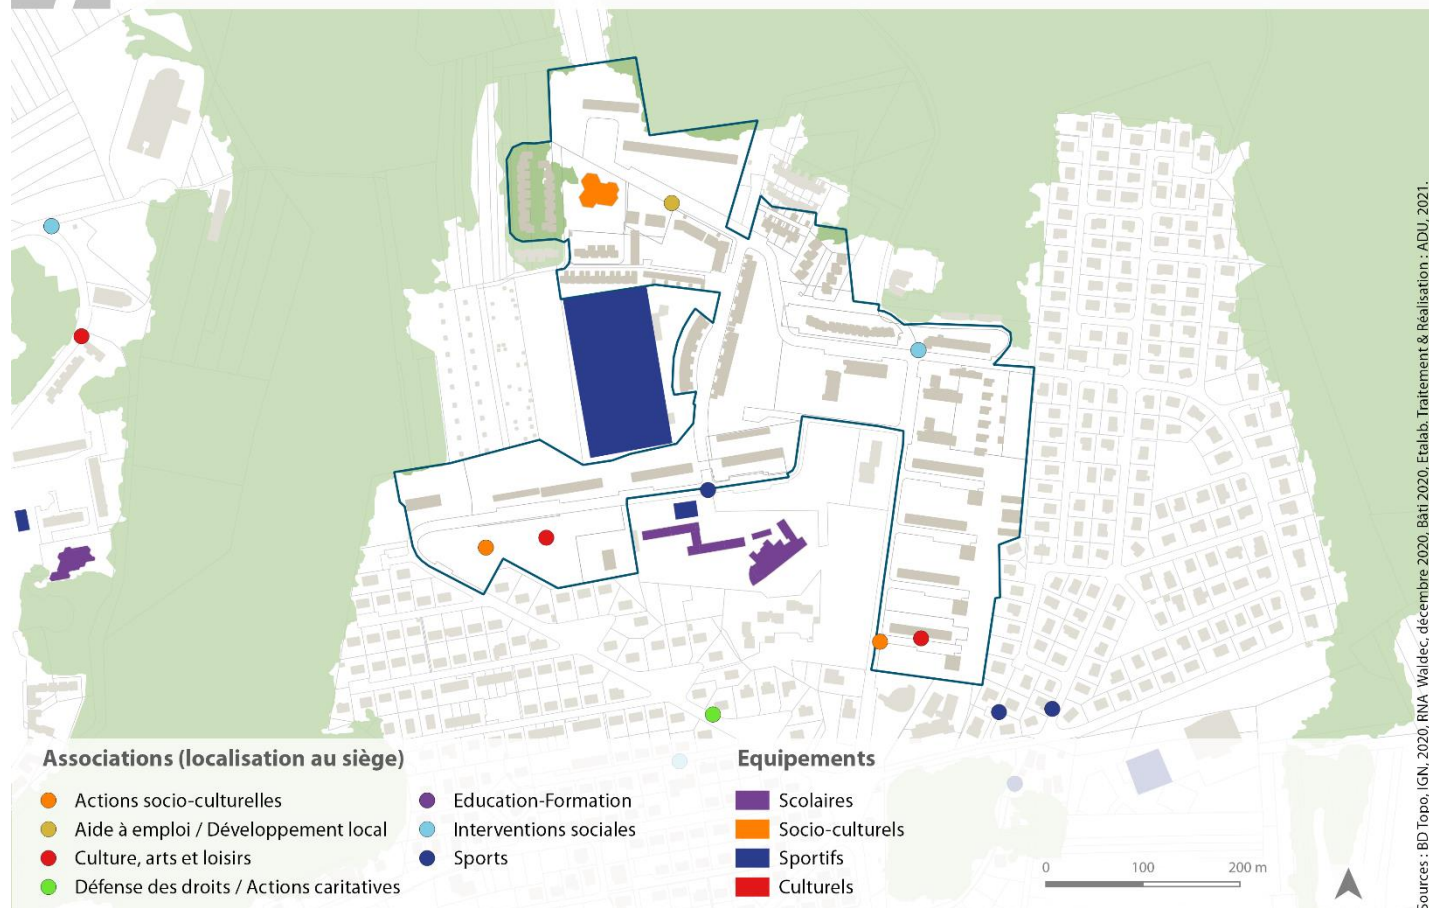 Associations (localisation au siège)
Actions socio-culturelles
Aide à emploi / Développement local
Culture, arts et loisirs
Défense des droits / Actions caritatives
Education-Formation
Interventions sociales
Sports
Equipements
Scolaires
Socio-culturels
Sportifs
Culturels
0 100 200 m
Sources : BD Topo, IGN, 2020, RNA Waldec, décembre 2020, Bâti 2020, Etalab. Traitement & Réalisation : ADU, 2021.